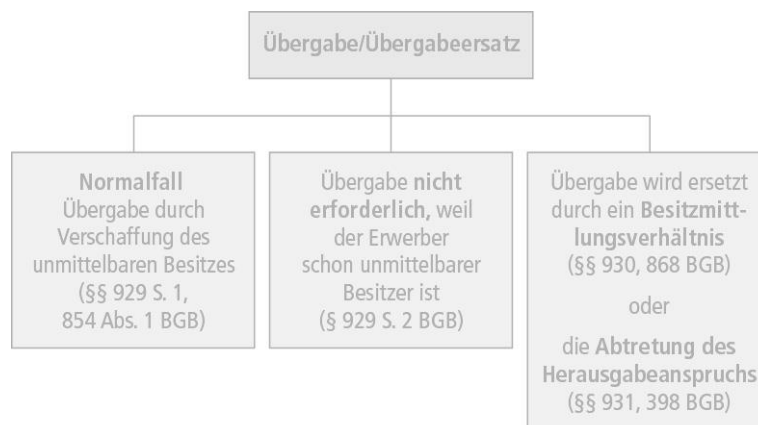 Übergabe/Übergabeersatz
Normalfall
Übergabe durch
Verschaffung des
unmittelbaren Besitzes
(§§ 929 S. 1,
854 Abs. 1 BGB)
Übergabe nicht
erforderlich, weil
der Erwerber
schon unmittelbarer
Besitzer ist
(§ 929 S. 2 BGB)
Übergabe wird ersetzt
durch ein Besitzmitt-
lungsverhältnis
(§§ 930, 868 BGB)
oder
die Abtretung des
Herausgabeanspruchs
(§§ 931, 398 BGB)